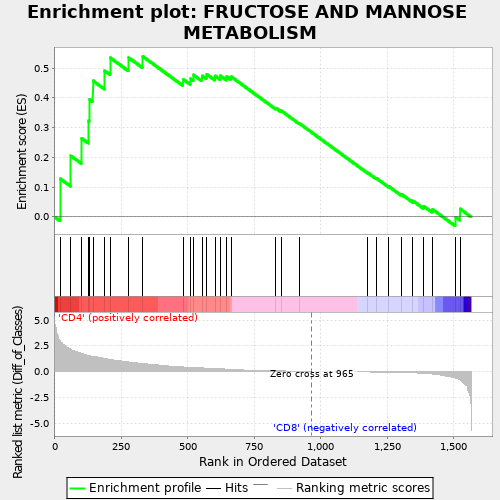 Enrichment plot: FRUCTOSE AND MANNOSE
METABOLISM
Enrichment score (ES)
0.5
0.4
0.3
0.2
0.1
0.0
'CD4' (positively correlated)
Ranked list metric (Diff_of_Classes)
5.0
2.5
0.0
-2.5
-5.0
Zero cross at 965
'CD8' (negatively correlated)
0
250
500
750
1,000
1,250
1,500
Rank in Ordered Dataset
Enrichment profile
Hits
Ranking metric scores